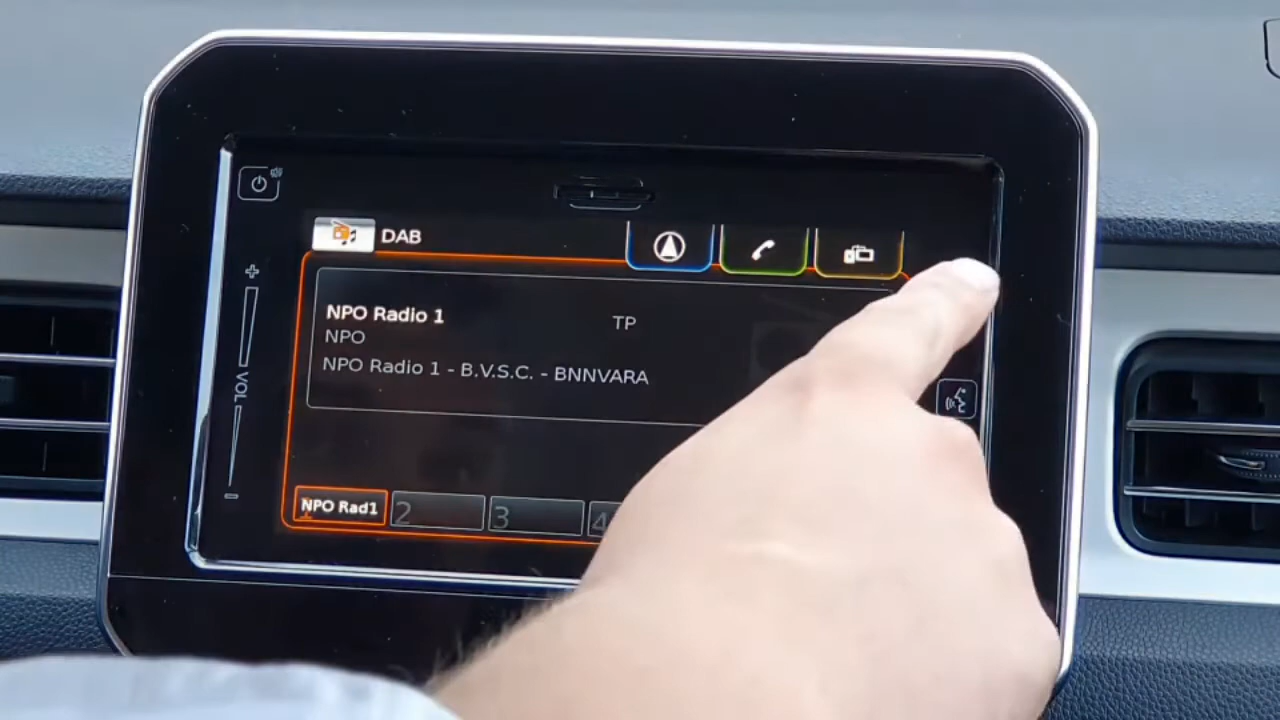 DAB
NPO Radio 1
TP
NPO
NPO Radio 1 - B.V.S.C. - BNNVARA
VOL
NPO Rad1
2
3
4